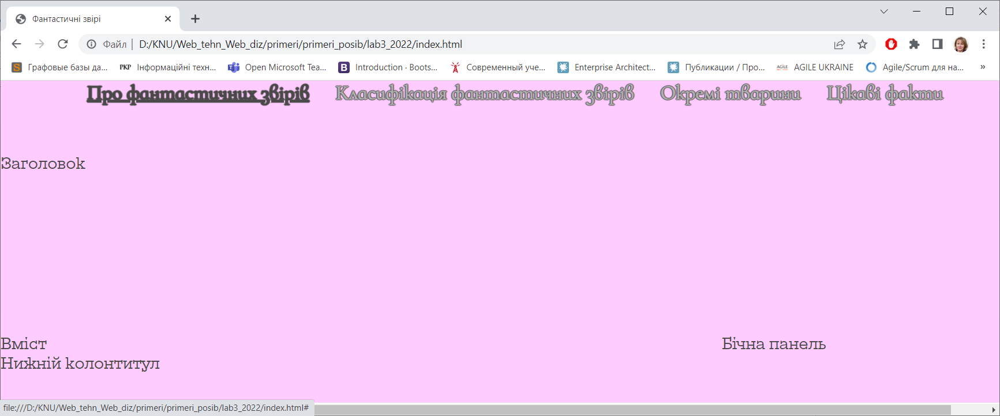 Фантастичні звірі
Файл | D:/KNU/Web_tehn_Web_diz/primeri/primeri_posib/lab3_2022/index.html
Графовые базы да... PKP Інформаційні техн... Open Microsoft Tea... B Introduction · Boots... Современный уче... Enterprise Architect... Публикации / Про... AGILE AGILE UKRAINE Agile/Scrum для на... »
Про фантастичних звірів Класифікація фантастичних звірів Окремі тварини Цікаві факти
Заголовок
Вміст Бічна панель
Нижній колонтитул
file:///D:/KNU/Web_tehn_Web_diz/primeri/primeri_posib/lab3_2022/index.html#